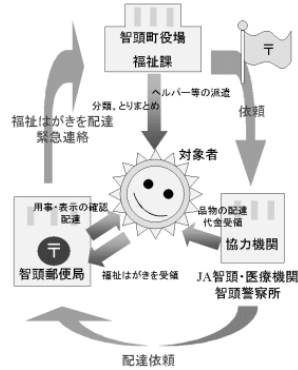 智頭町役場
福祉課
〒
ヘルパー等の派遣
分類、とりまとめ
福祉はがきを配達
緊急連絡
依頼
対象者
用事・表示の確認
配達
品物の配達
代金受領
〒
智頭郵便局
協力機関
福祉はがきを受領
JA智頭・医療機関
智頭警察所
配達依頼